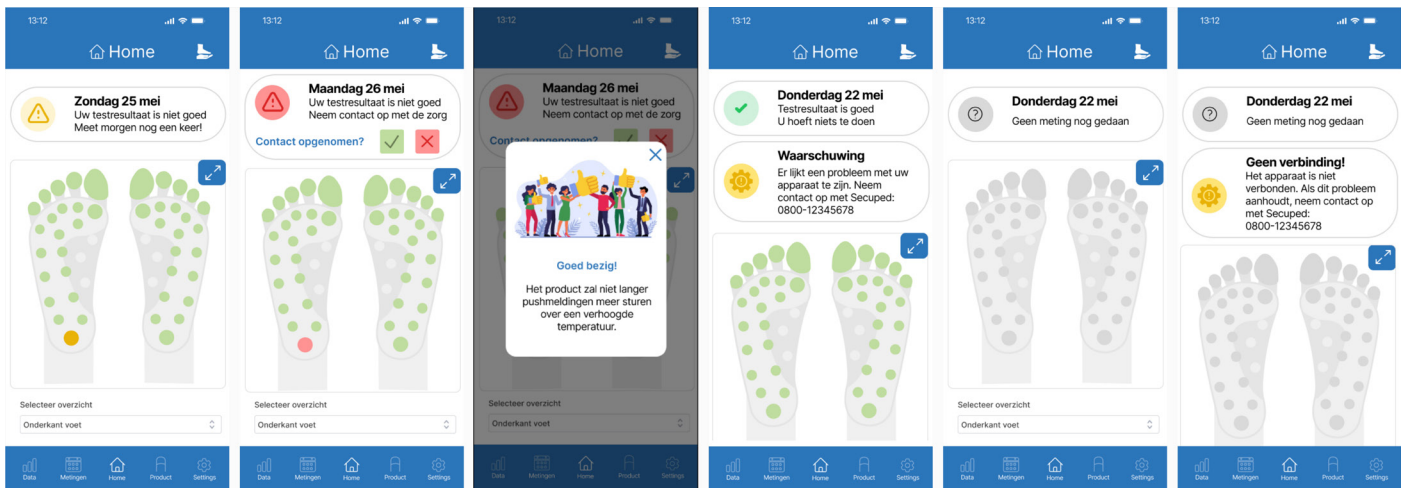 13:12
Home
Zondag 25 mei
Uw testresultaat is niet goed
Meet morgen nog een keer!
Selecteer overzicht
Onderkant voet
Data Metingen Home Product Settings
13:12
Home
Maandag 26 mei
Uw testresultaat is niet goed
Neem contact op met de zorg
Contact opgenomen?
Selecteer overzicht
Onderkant voet
Data Metingen Home Product Settings
13:12
Home
Maandag 26 mei
Uw testresultaat is niet goed
Neem contact op met de zorg
Contact opgenomen?
Goed bezig!
Het product zal niet langer
pushmeldingen meer sturen
over een verhoogde
temperatuur.
Selecteer overzicht
Onderkant voet
Data Metingen Home Product Settings
13:12
Home
Donderdag 22 mei
Testresultaat is goed
U hoeft niets te doen
Waarschuwing
Er lijkt een probleem met uw
apparaat te zijn. Neem
contact op met Secuped:
0800-12345678
Data Metingen Home Product Settings
13:12
Home
Donderdag 22 mei
Geen meting nog gedaan
Selecteer overzicht
Onderkant voet
Data Metingen Home Product Settings
13:12
Home
Donderdag 22 mei
Geen meting nog gedaan
Geen verbinding!
Het apparaat is niet
verbonden. Als dit probleem
aanhoudt, neem contact op
met Secuped:
0800-12345678
Data Metingen Home Product Settings